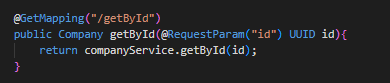 @GetMapping("/getById")
public Company getById(@RequestParam("id") UUID id){
    return companyService.getById(id);
}